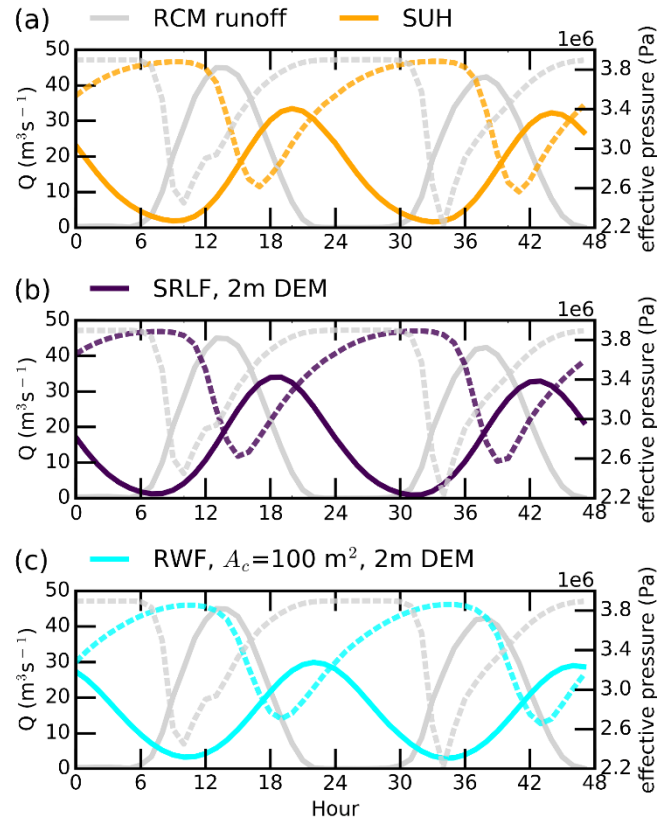 (a) RCM runoff SUH
1e6
50 40 30 20 10 0
Q (m³s⁻¹)
3.8 3.4 3.0 2.6 2.2
effective pressure (Pa)
0 6 12 18 24 30 36 42 48
(b) SRLF, 2m DEM
1e6
50 40 30 20 10 0
Q (m³s⁻¹)
3.8 3.4 3.0 2.6 2.2
effective pressure (Pa)
0 6 12 18 24 30 36 42 48
(c) RWF, A_c=100 m², 2m DEM
1e6
50 40 30 20 10 0
Q (m³s⁻¹)
3.8 3.4 3.0 2.6 2.2
effective pressure (Pa)
0 6 12 18 24 30 36 42 48
Hour